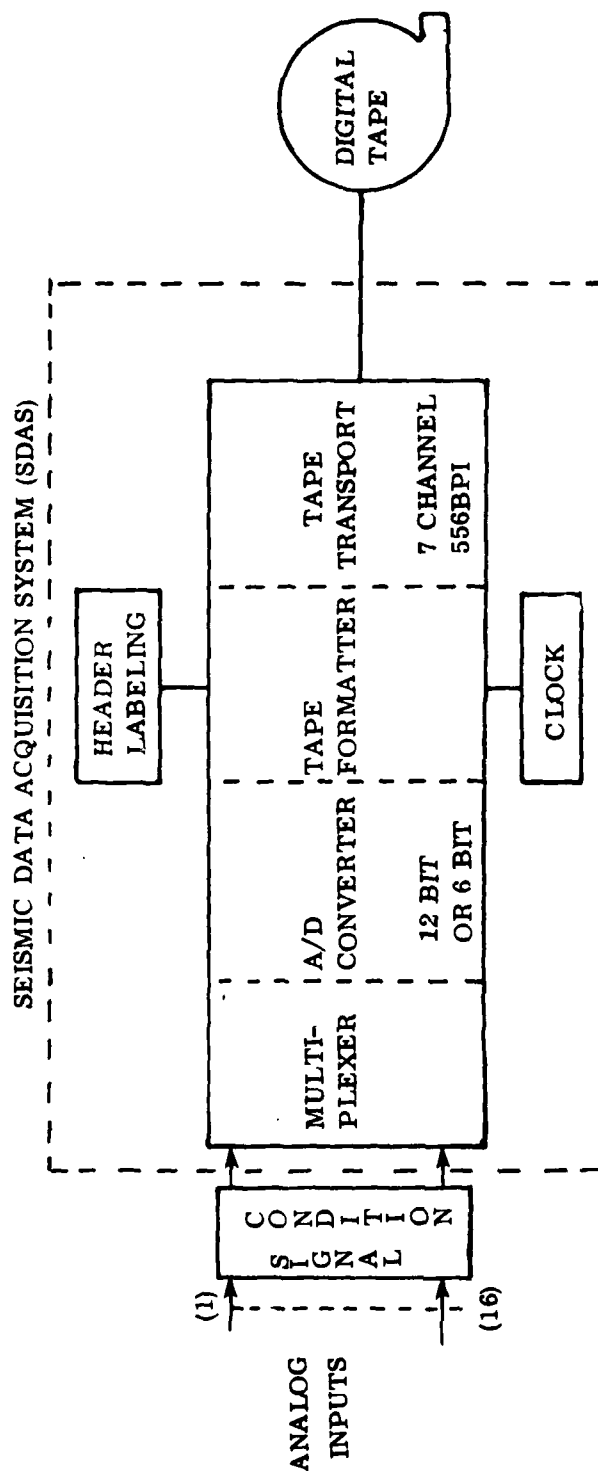 SEISMIC DATA ACQUISITION SYSTEM (SDAS)
HEADER
LABELING
ANALOG
INPUTS
(1)
(16)
SIGNAL
CONDITION
MULTI-
PLEXER
A/D
CONVERTER
12 BIT
OR 6 BIT
TAPE
FORMATTER
TAPE
TRANSPORT
7 CHANNEL
556BPI
CLOCK
DIGITAL
TAPE